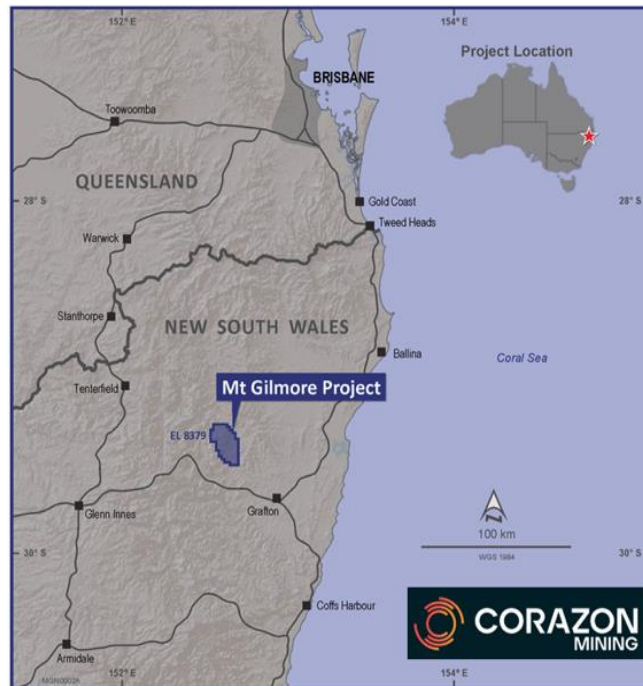 152° E
154° E
Project Location
BRISBANE
Toowoomba
QUEENSLAND
28° S
Gold Coast
28° S
Tweed Heads
Warwick
Stanthorpe
NEW SOUTH WALES
Ballina
Coral Sea
Tenterfield
Mt Gilmore Project
EL 8379
Glenn Innes
Grafton
100 km
WGS 1984
30° S
30° S
Coffs Harbour
CORAZON
MINING
Armidale
152° E
154° E